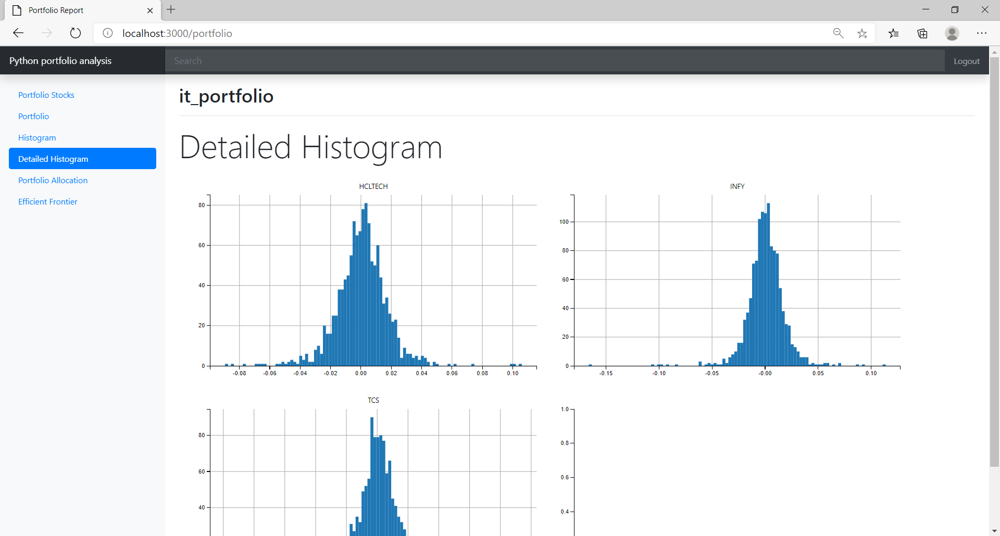 Portfolio Report
localhost:3000/portfolio
Python portfolio analysis
Search
Logout
Portfolio Stocks
Portfolio
Histogram
Detailed Histogram
Portfolio Allocation
Efficient Frontier
it_portfolio
Detailed Histogram
HCLTECH
80
60
40
20
0
-0.08 -0.06 -0.04 -0.02 0.00 0.02 0.04 0.06 0.08 0.10
INFY
100
80
60
40
20
0
-0.15 -0.10 -0.05 -0.00 0.05 0.10
TCS
80
60
40
1.0
0.8
0.6
0.4